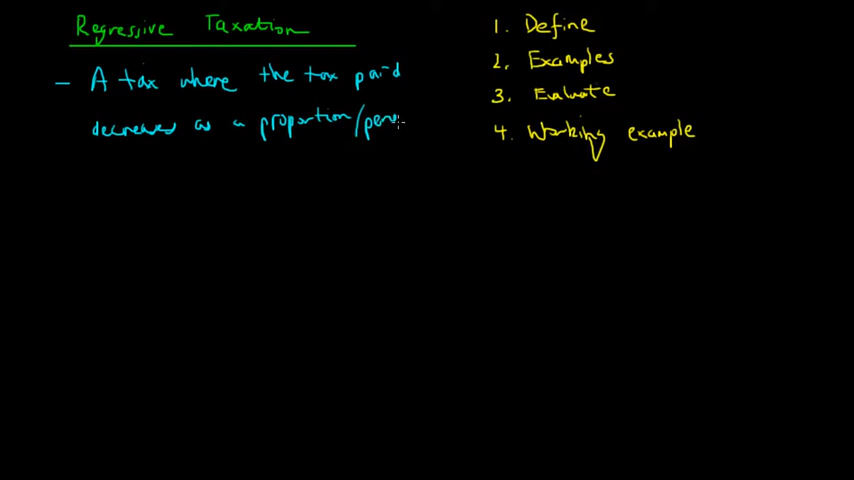 Regressive Taxation
- A tax where the tax paid
decreases as a proportion/
1. Define
2. Examples
3. Evaluate
4. Working example